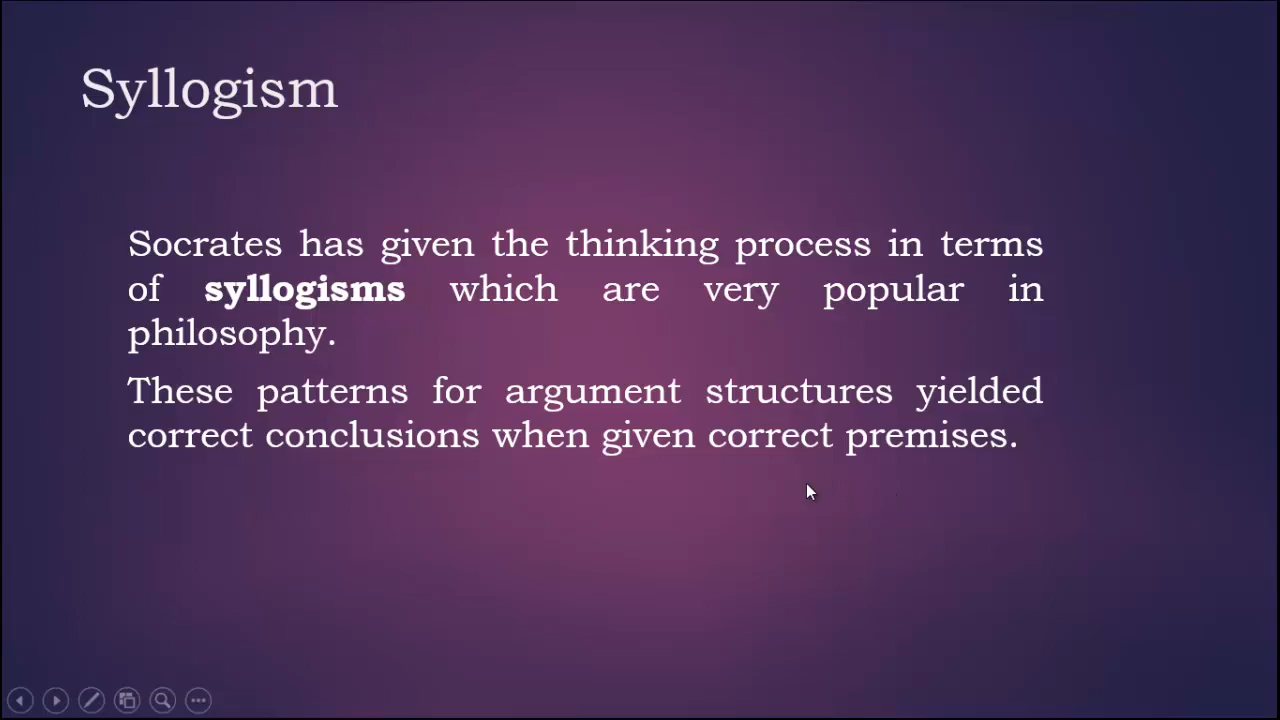 Syllogism
Socrates has given the thinking process in terms
of syllogisms which are very popular in
philosophy.
These patterns for argument structures yielded
correct conclusions when given correct premises.